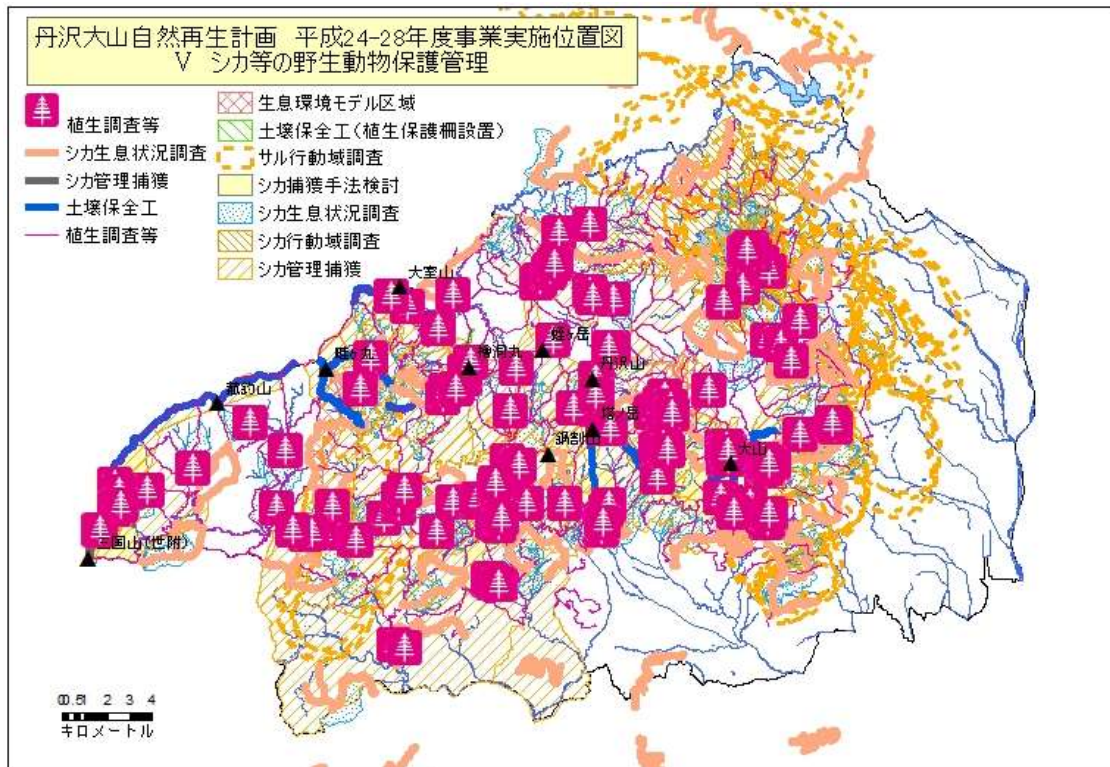 丹沢大山自然再生計画 平成24-28年度事業実施位置図
Ⅴ シカ等の野生動物保護管理
植生調査等
シカ生息状況調査
シカ管理捕獲
土壌保全工
植生調査等
生息環境モデル区域
土壌保全工(植生保護柵設置)
サル行動域調査
シカ捕獲手法検討
シカ生息状況調査
シカ行動域調査
シカ管理捕獲
大室山
蛭ヶ岳
檜洞丸
畦ヶ丸
丹沢山
菰釣山
塔ノ岳
鍋割山
大山
三国山(世附)
00.51 2 3 4
キロメートル